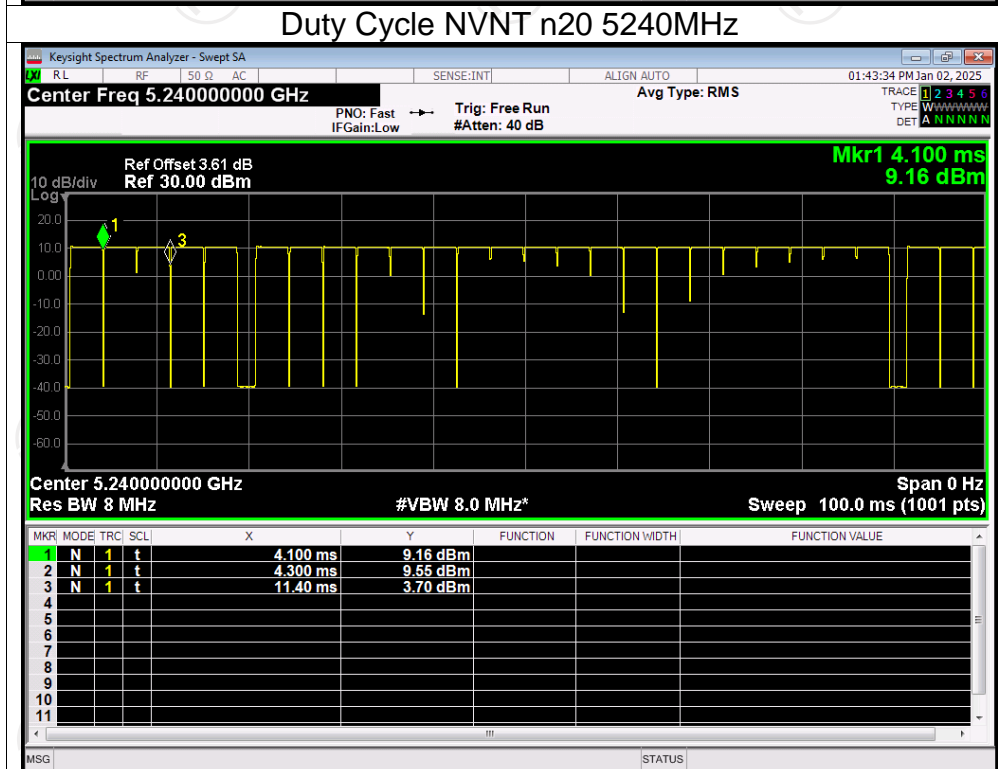 Duty Cycle NVNT n20 5240MHz
Keysight Spectrum Analyzer - Swept SA
LXI RL RF 50 Ω AC SENSE:INT ALIGN AUTO 01:43:34 PM Jan 02, 2025
Center Freq 5.240000000 GHz Avg Type: RMS TRACE 1 2 3 4 5 6
PNO: Fast Trig: Free Run TYPE WWWWWWW
IFGain:Low #Atten: 40 dB DET A N N N N N
Mkr1 4.100 ms
Ref Offset 3.61 dB
10 dB/div Ref 30.00 dBm 9.16 dBm
Log
1
3
20.0
10.0
0.00
-10.0
-20.0
-30.0
-40.0
-50.0
-60.0
Center 5.240000000 GHz Span 0 Hz
Res BW 8 MHz #VBW 8.0 MHz* Sweep 100.0 ms (1001 pts)
MKR MODE TRC SCL X Y FUNCTION FUNCTION WIDTH FUNCTION VALUE
1 N 1 t 4.100 ms 9.16 dBm
2 N 1 t 4.300 ms 9.55 dBm
3 N 1 t 11.40 ms 3.70 dBm
4
5
6
7
8
9
10
11
MSG STATUS